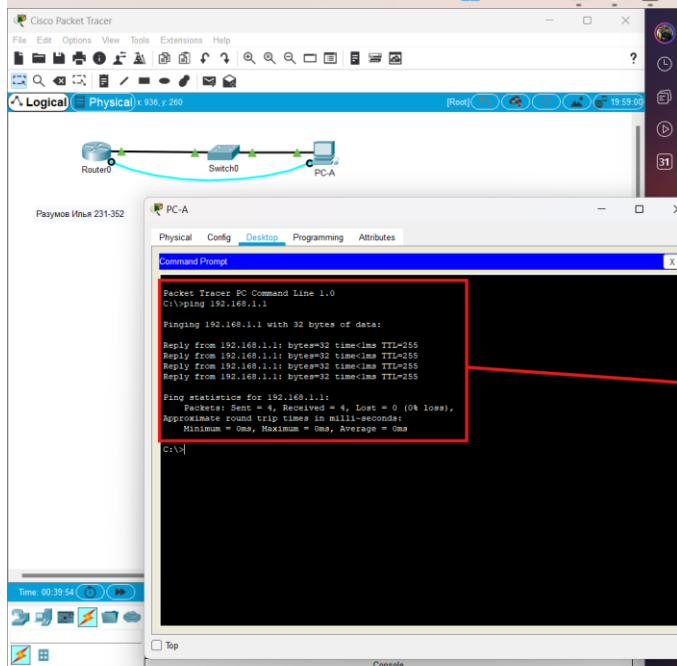 Cisco Packet Tracer
File Edit Options View Tools Extensions Help
?
Logical Physical x: 936, y: 260 [Root] 19:59:00
31
Router0 Switch0 PC-A
Разумов Илья 231-352
PC-A
Physical Config Desktop Programming Attributes
Command Prompt X
Packet Tracer PC Command Line 1.0
C:\>ping 192.168.1.1
Pinging 192.168.1.1 with 32 bytes of data:
Reply from 192.168.1.1: bytes=32 time<1ms TTL=255
Reply from 192.168.1.1: bytes=32 time<1ms TTL=255
Reply from 192.168.1.1: bytes=32 time<1ms TTL=255
Reply from 192.168.1.1: bytes=32 time<1ms TTL=255
Ping statistics for 192.168.1.1:
Packets: Sent = 4, Received = 4, Lost = 0 (0% loss),
Approximate round trip times in milli-seconds:
Minimum = 0ms, Maximum = 0ms, Average = 0ms
C:\>
Time: 00:39:54
Top
Console